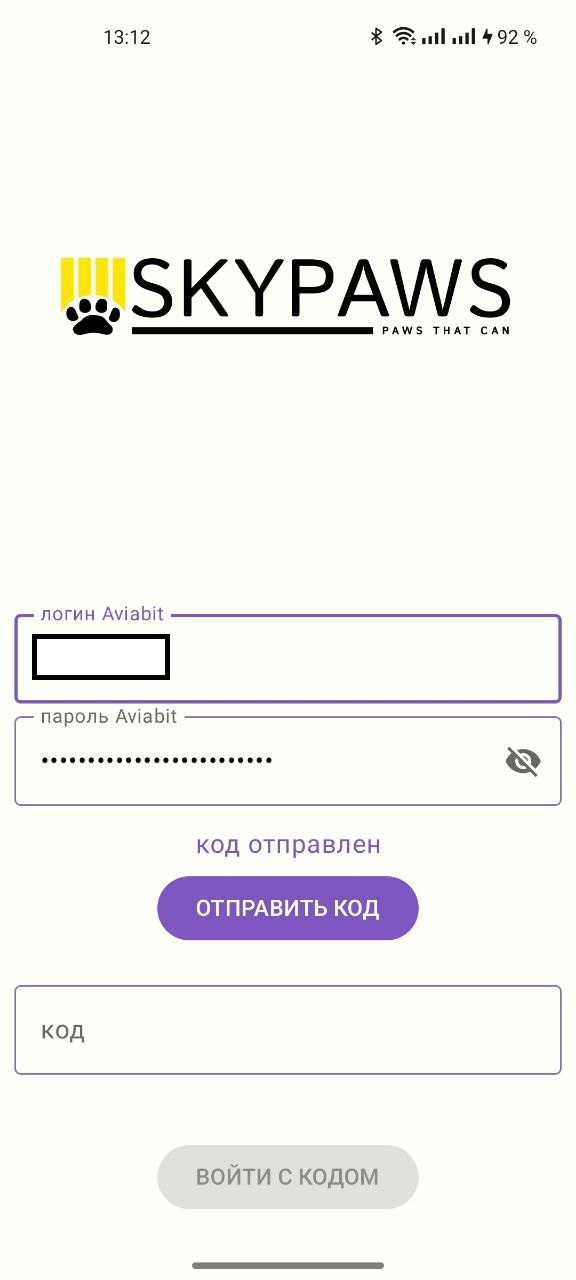 13:12 92 %
SKYPAWS
PAWS THAT CAN
логин Aviabit
пароль Aviabit
•••••••••••••••••••••••••
код отправлен
ОТПРАВИТЬ КОД
код
ВОЙТИ С КОДОМ